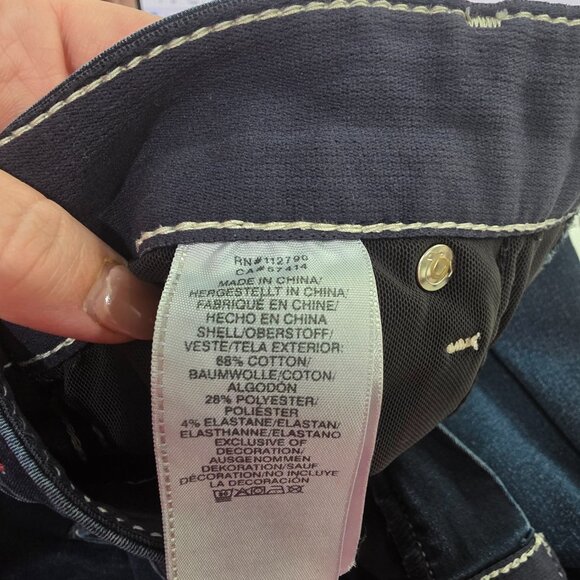 RN#112790
CA#57414
MADE IN CHINA/
HERGESTELLT IN CHINA/
FABRIQUÉ EN CHINE/
HECHO EN CHINA
SHELL/OBERSTOFF/
VESTE/TELA EXTERIOR:
68% COTTON/
BAUMWOLLE/COTON/
ALGODÓN
28% POLYESTER/
POLIÉSTER
4% ELASTANE/ELASTAN/
ELASTHANNE/ELASTANO
EXCLUSIVE OF
DECORATION/
AUSGENOMMEN
DEKORATION/SAUF
DÉCORATION/NO INCLUYE
LA DECORACIÓN